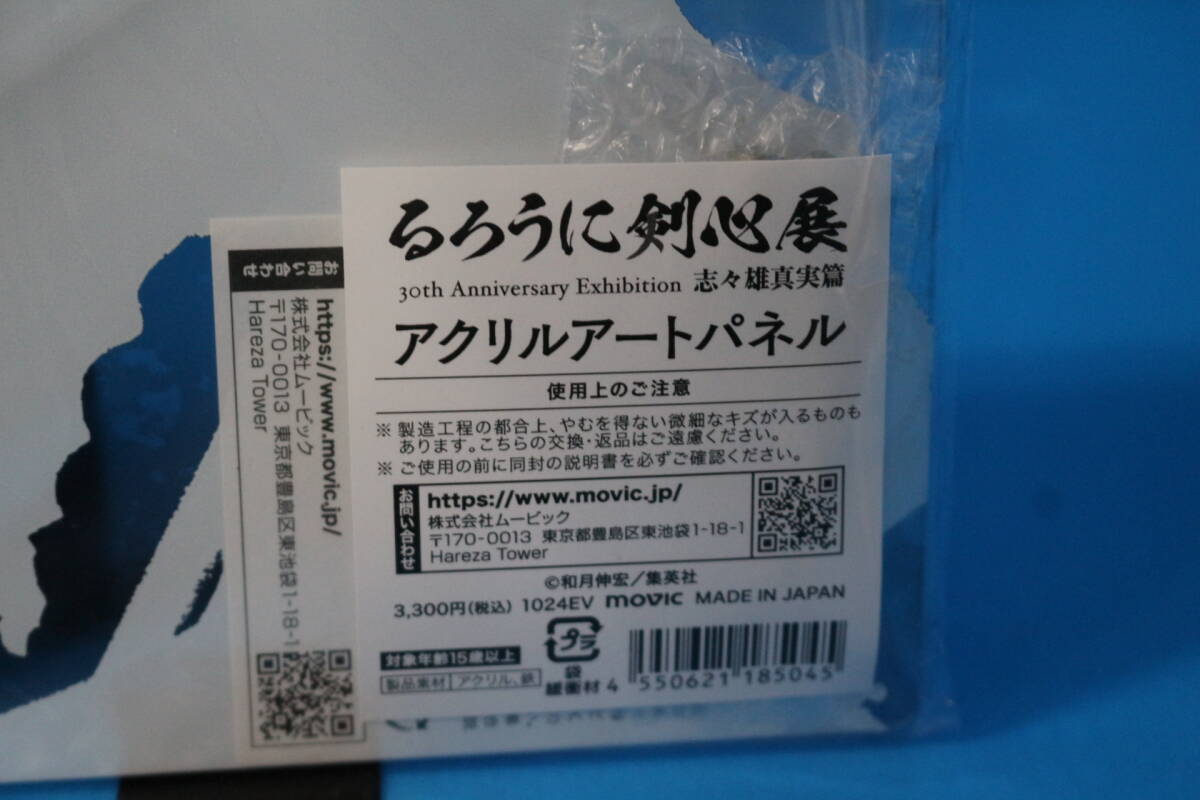 るろうに剣心展
30th Anniversary Exhibition 志々雄真実篇
アクリルアートパネル
使用上のご注意
※ 製造工程の都合上、やむを得ない微細なキズが入るものも
あります。こちらの交換・返品はご遠慮ください。
※ ご使用の前に同封の説明書を必ずご確認ください。
お問い合わせ
https://www.movic.jp/
株式会社ムービック
〒170-0013 東京都豊島区東池袋1-18-1
Hareza Tower
©和月伸宏/集英社
3,300円(税込) 1024EV movic MADE IN JAPAN
対象年齢15歳以上
製品素材 アクリル、鉄
プラ
袋
緩衝材
4 550621 185045
お問い合わせ
https://www.movic.jp/
株式会社ムービック
〒170-0013 東京都豊島区東池袋1-18-1
Hareza Tower